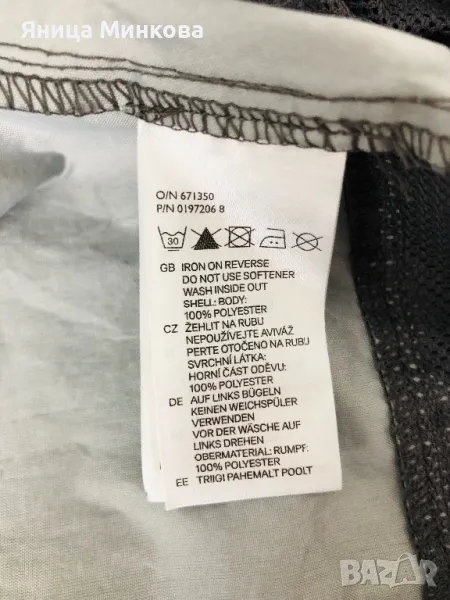 Яница Минкова
O/N 671350
P/N 0197206 8
30
GB IRON ON REVERSE
DO NOT USE SOFTENER
WASH INSIDE OUT
SHELL: BODY:
100% POLYESTER
CZ ŽEHLIT NA RUBU
NEPOUŽÍVEJTE AVIVÁŽ
PERTE OTOČENO NA RUBU
SVRCHNÍ LÁTKA:
HORNÍ ČÁST ODĚVU:
100% POLYESTER
DE AUF LINKS BÜGELN
KEINEN WEICHSPÜLER
VERWENDEN
VOR DER WÄSCHE AUF
LINKS DREHEN
OBERMATERIAL: RUMPF:
100% POLYESTER
EE TRIIGI PAHEMALT POOLT
BAZAR